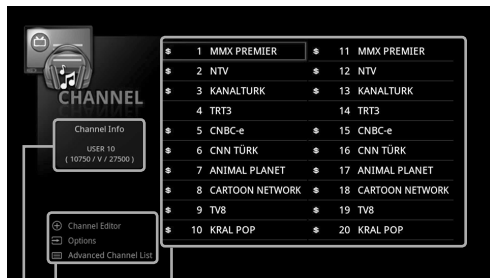 CHANNEL
Channel Info
USER 10
( 10750 / V / 27500 )
Channel Editor
Options
Advanced Channel List
$ 1 MMX PREMIER
$ 2 NTV
$ 3 KANALTURK
4 TRT3
$ 5 CNBC-e
$ 6 CNN TÜRK
$ 7 ANIMAL PLANET
$ 8 CARTOON NETWORK
$ 9 TV8
$ 10 KRAL POP
$ 11 MMX PREMIER
$ 12 NTV
$ 13 KANALTURK
14 TRT3
$ 15 CNBC-e
$ 16 CNN TÜRK
$ 17 ANIMAL PLANET
$ 18 CARTOON NETWORK
$ 19 TV8
$ 20 KRAL POP